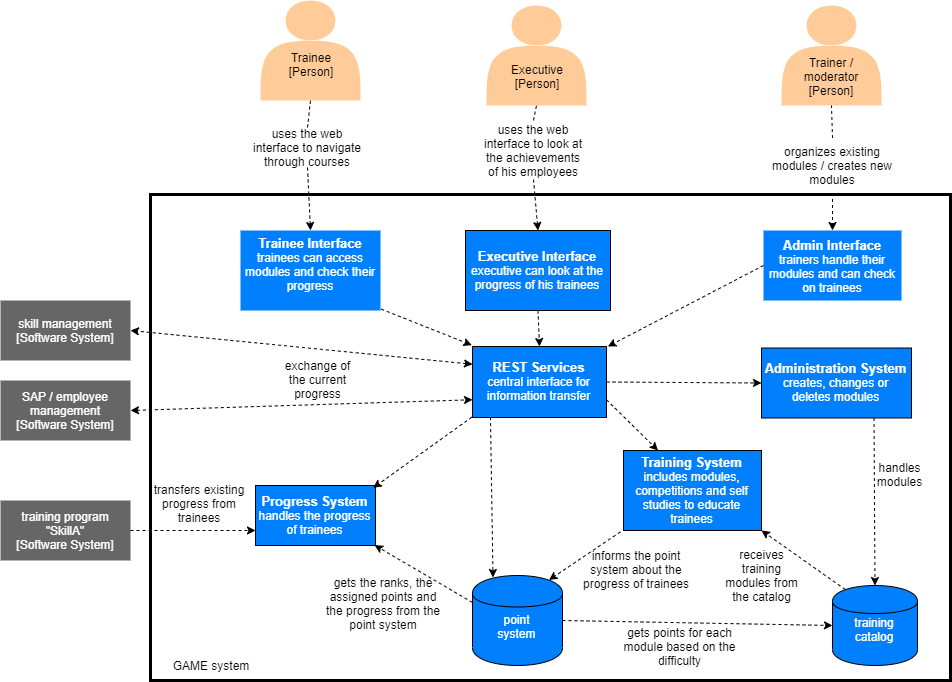 Trainee
[Person]
Executive
[Person]
Trainer /
moderator
[Person]
uses the web
interface to navigate
through courses
uses the web
interface to look at
the achievements
of his employees
organizes existing
modules / creates new
modules
Trainee Interface
trainees can access
modules and check their
progress
Executive Interface
executive can look at the
progress of his trainees
Admin Interface
trainers handle their
modules and can check
on trainees
skill management
[Software System]
REST Services
central interface for
information transfer
exchange of
the current
progress
Administration System
creates, changes or
deletes modules
SAP / employee
management
[Software System]
Training System
includes modules,
competitions and self
studies to educate
trainees
handles
modules
transfers existing
progress from
trainees
Progress System
handles the progress
of trainees
training program
"SkillA"
[Software System]
informs the point
system about the
progress of trainees
receives
training
modules from
the catalog
gets the ranks, the
assigned points and
the progress from the
point system
point
system
training
catalog
gets points for each
module based on the
difficulty
GAME system